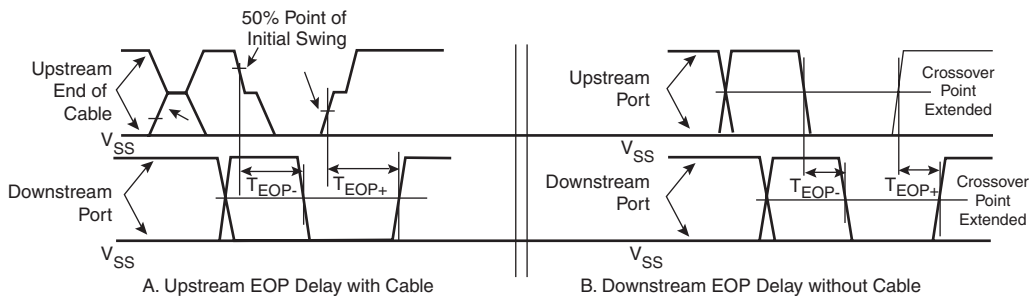 50% Point of
Initial Swing
Upstream
End of
Cable
VSS
Downstream
Port
TEOP-
TEOP+
VSS
A. Upstream EOP Delay with Cable
Upstream
Port
Crossover
Point
Extended
VSS
Downstream
Port
TEOP-
TEOP+
Crossover
Point
Extended
VSS
B. Downstream EOP Delay without Cable